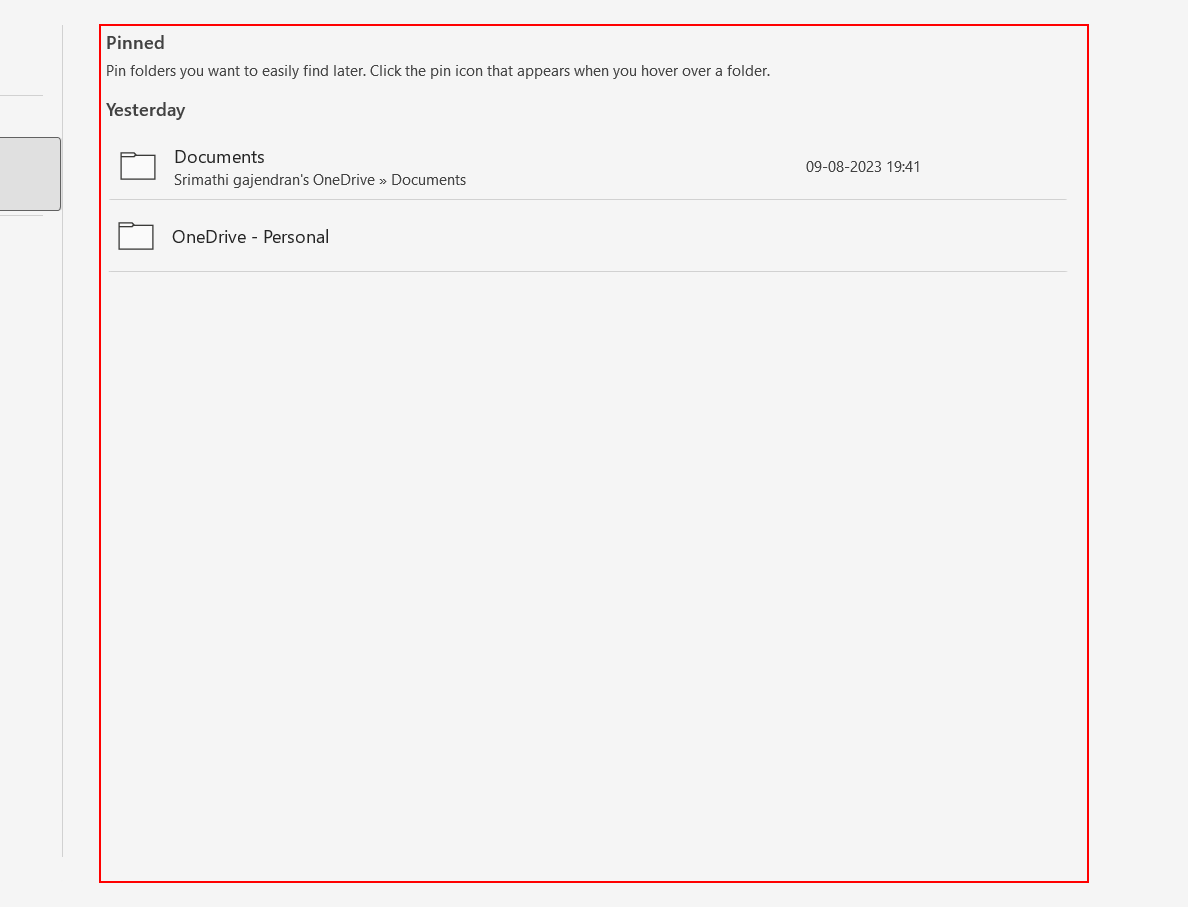 Pinned
Pin folders you want to easily find later. Click the pin icon that appears when you hover over a folder.
Yesterday
Documents
Srimathi gajendran's OneDrive » Documents
09-08-2023 19:41
OneDrive - Personal